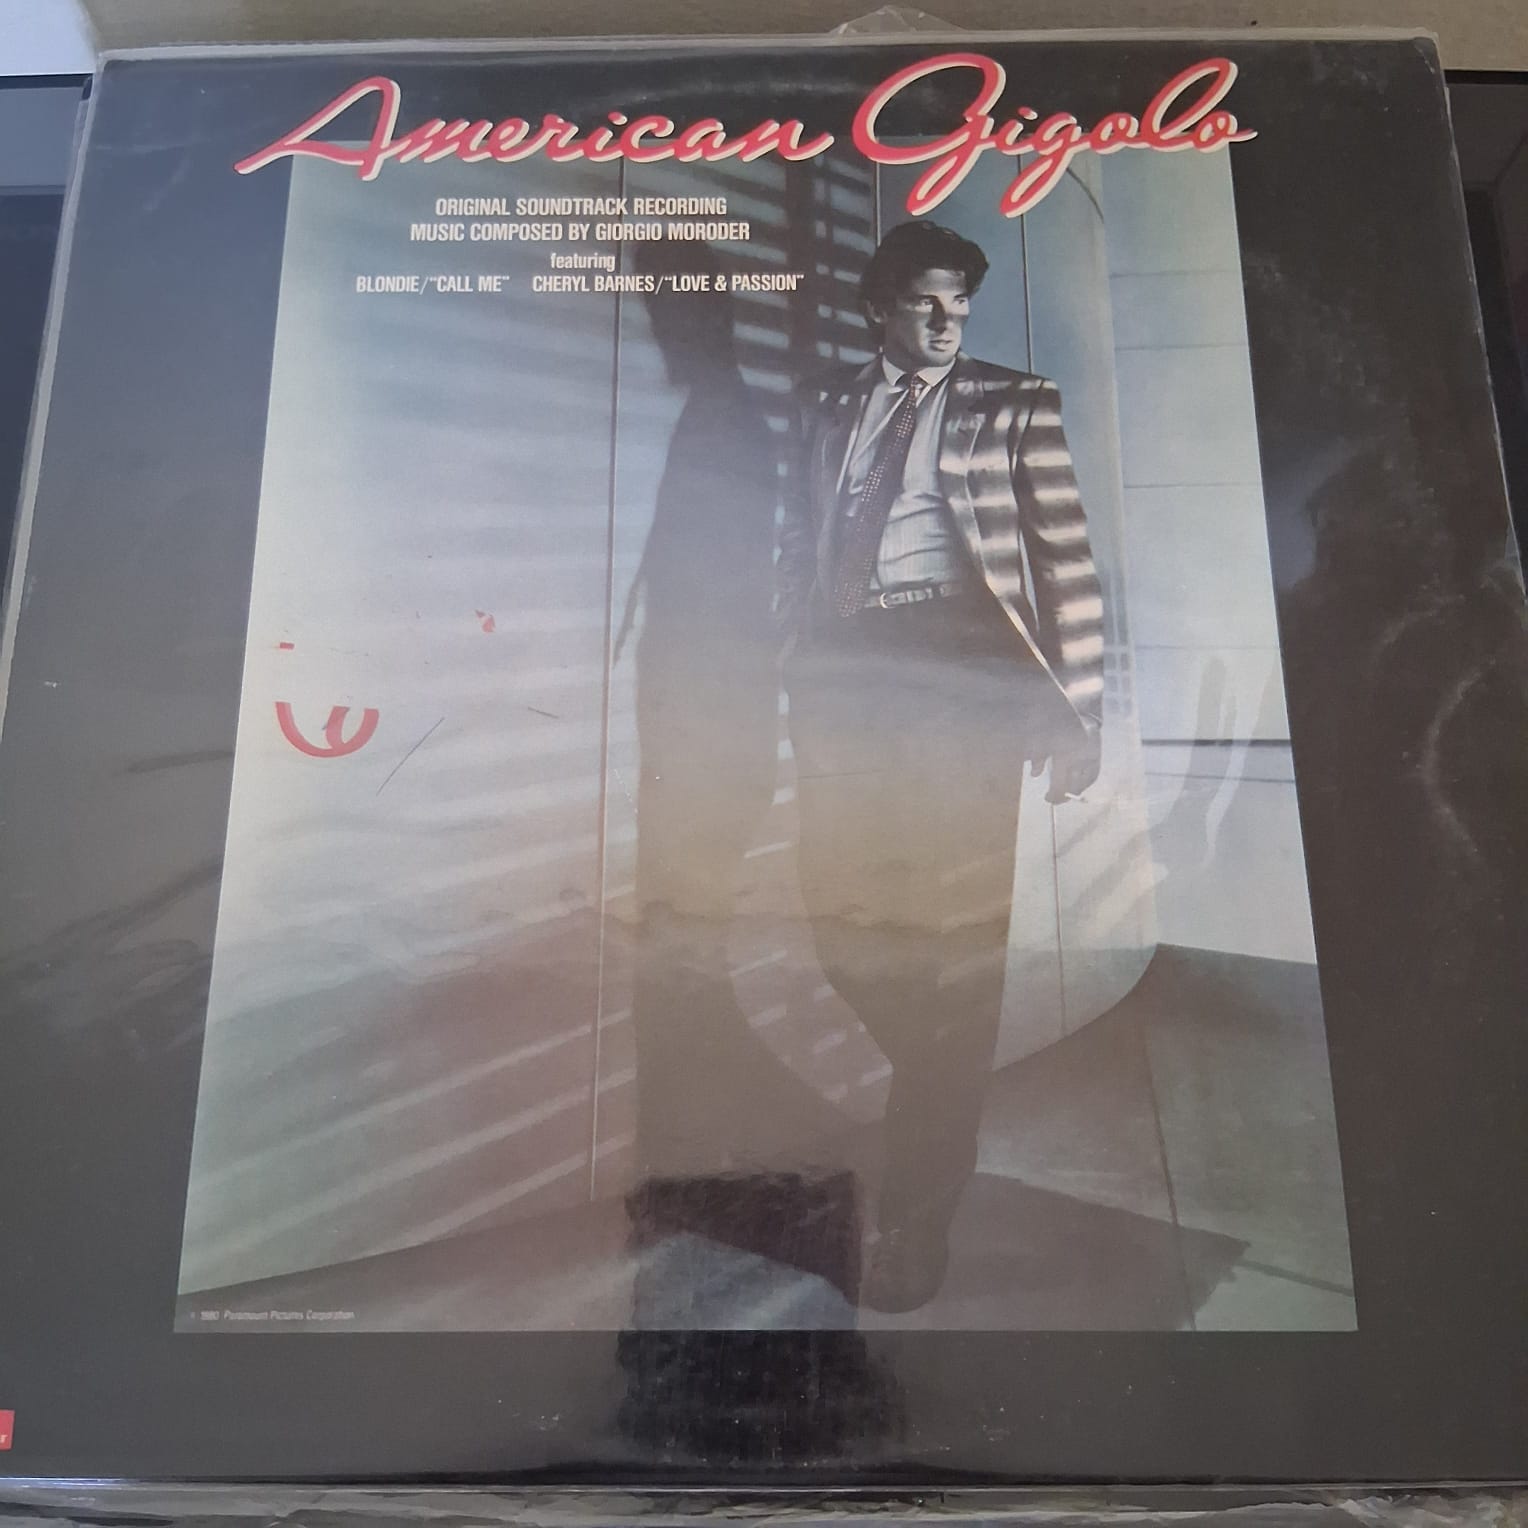 American Gigolo
ORIGINAL SOUNDTRACK RECORDING
MUSIC COMPOSED BY GIORGIO MORODER
featuring
BLONDIE/"CALL ME" CHERYL BARNES/"LOVE & PASSION"
© 1980 Paramount Pictures Corporation